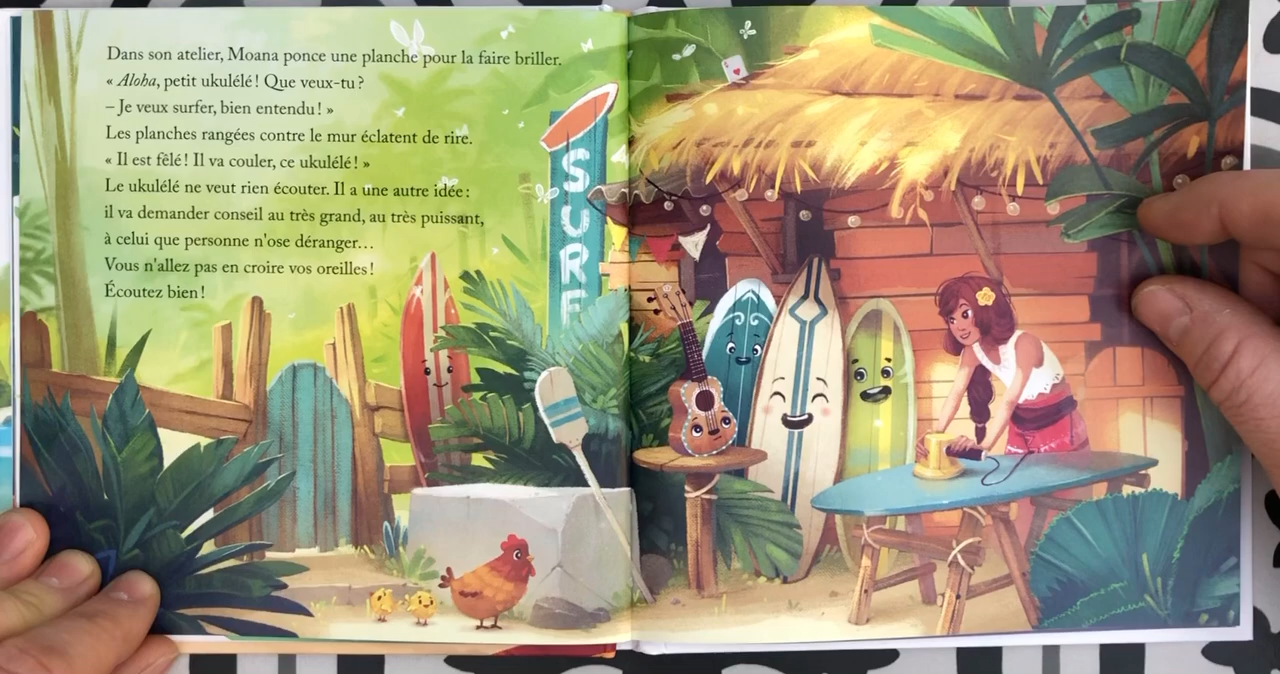 Dans son atelier, Moana ponce une planche pour la faire briller.
« Aloha, petit ukulélé ! Que veux-tu ?
– Je veux surfer, bien entendu ! »
Les planches rangées contre le mur éclatent de rire.
« Il est fêlé ! Il va couler, ce ukulélé ! »
Le ukulélé ne veut rien écouter. Il a une autre idée :
il va demander conseil au très grand, au très puissant,
à celui que personne n'ose déranger…
Vous n'allez pas en croire vos oreilles !
Écoutez bien !
SURF